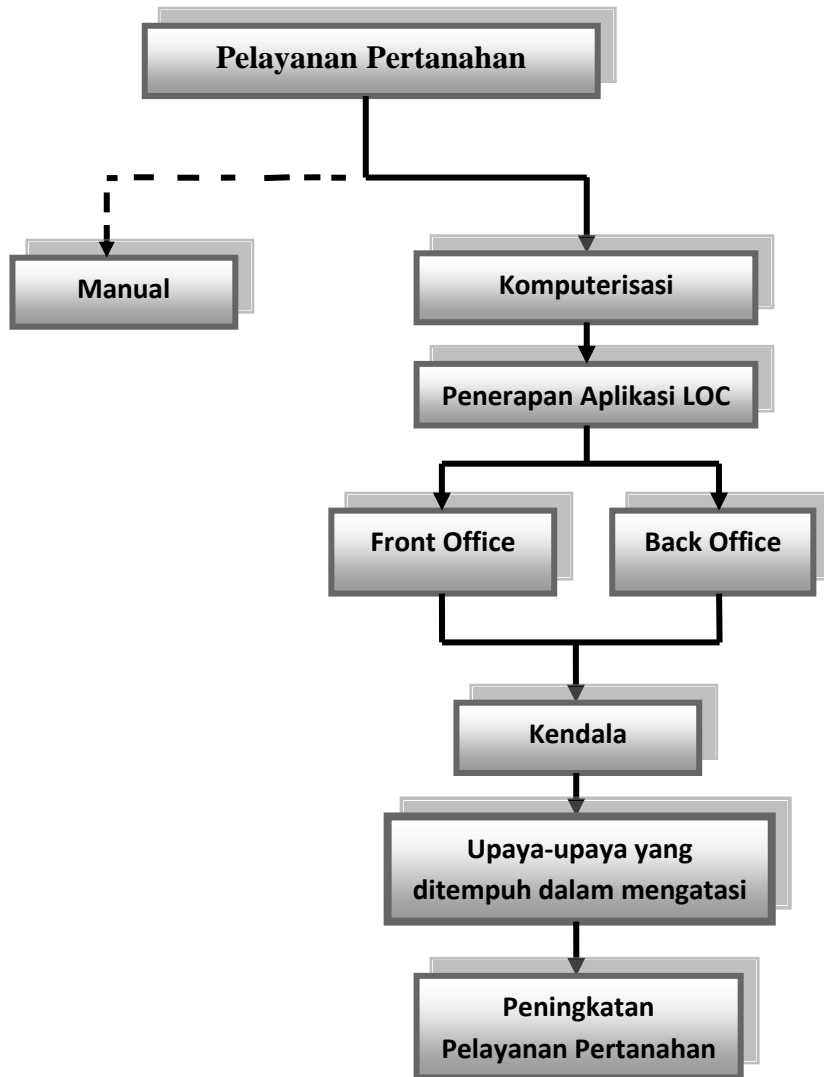 Pelayanan Pertanahan
Manual
Komputerisasi
Penerapan Aplikasi LOC
Front Office
Back Office
Kendala
Upaya-upaya yang
ditempuh dalam mengatasi
Peningkatan
Pelayanan Pertanahan